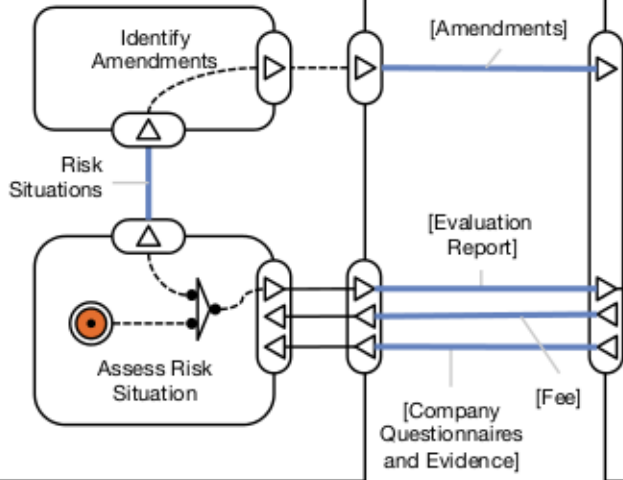 Identify
Amendments
[Amendments]
Risk
Situations
[Evaluation
Report]
Assess Risk
Situation
[Fee]
[Company
Questionnaires
and Evidence]